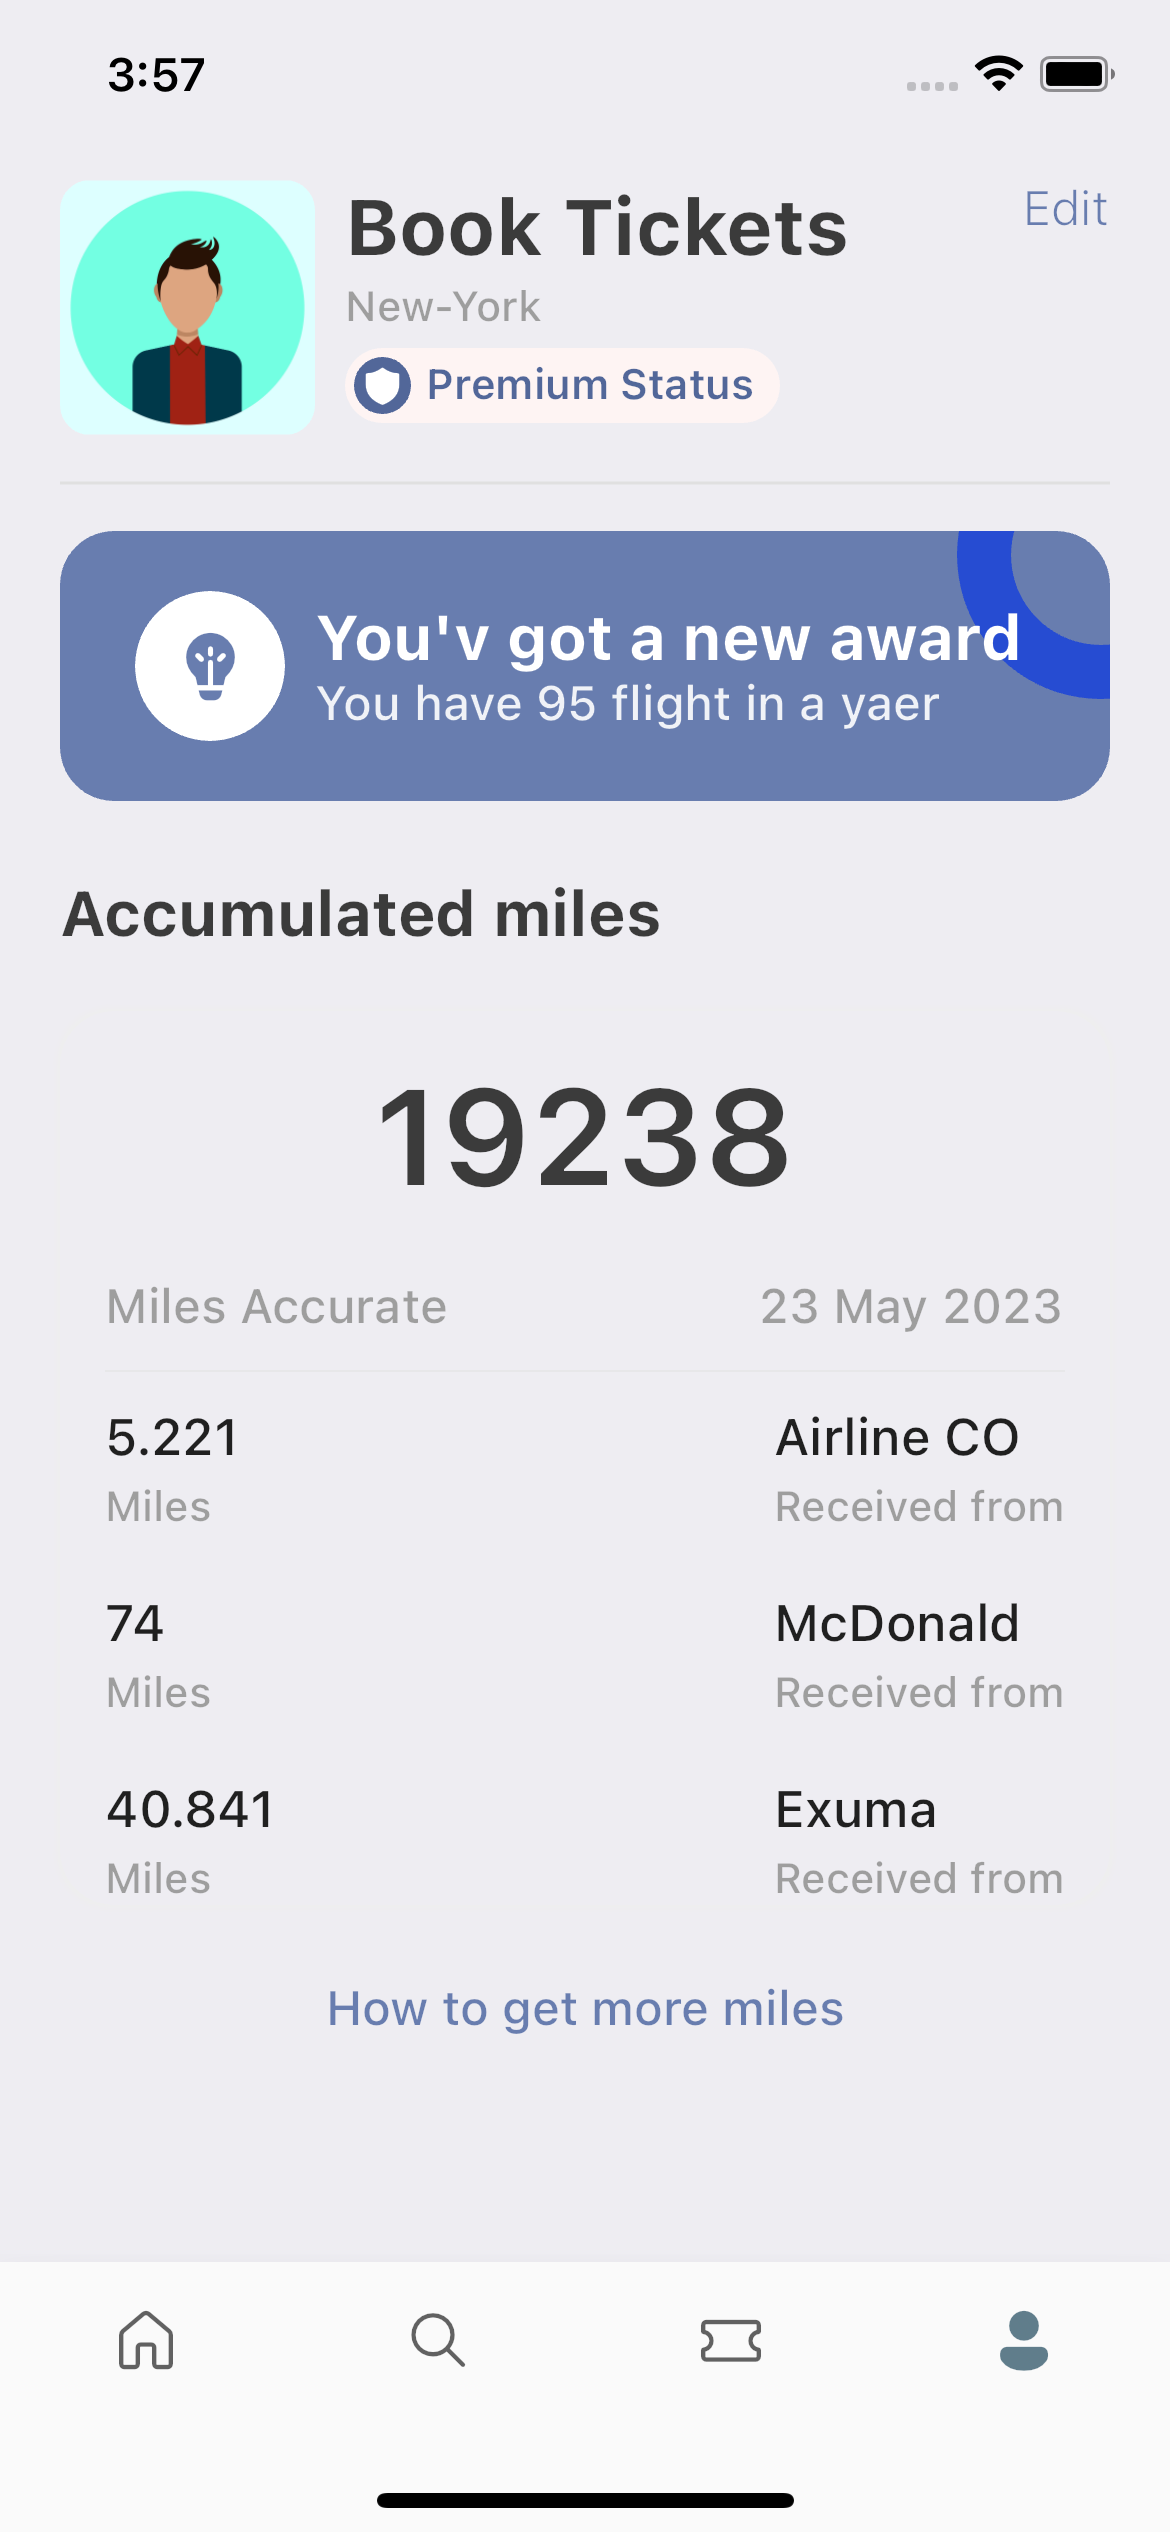 3:57
Book Tickets
Edit
New-York
Premium Status
You'v got a new award
You have 95 flight in a yaer
Accumulated miles
19238
Miles Accurate
23 May 2023
5.221
Airline CO
Miles
Received from
74
McDonald
Miles
Received from
40.841
Exuma
Miles
Received from
How to get more miles